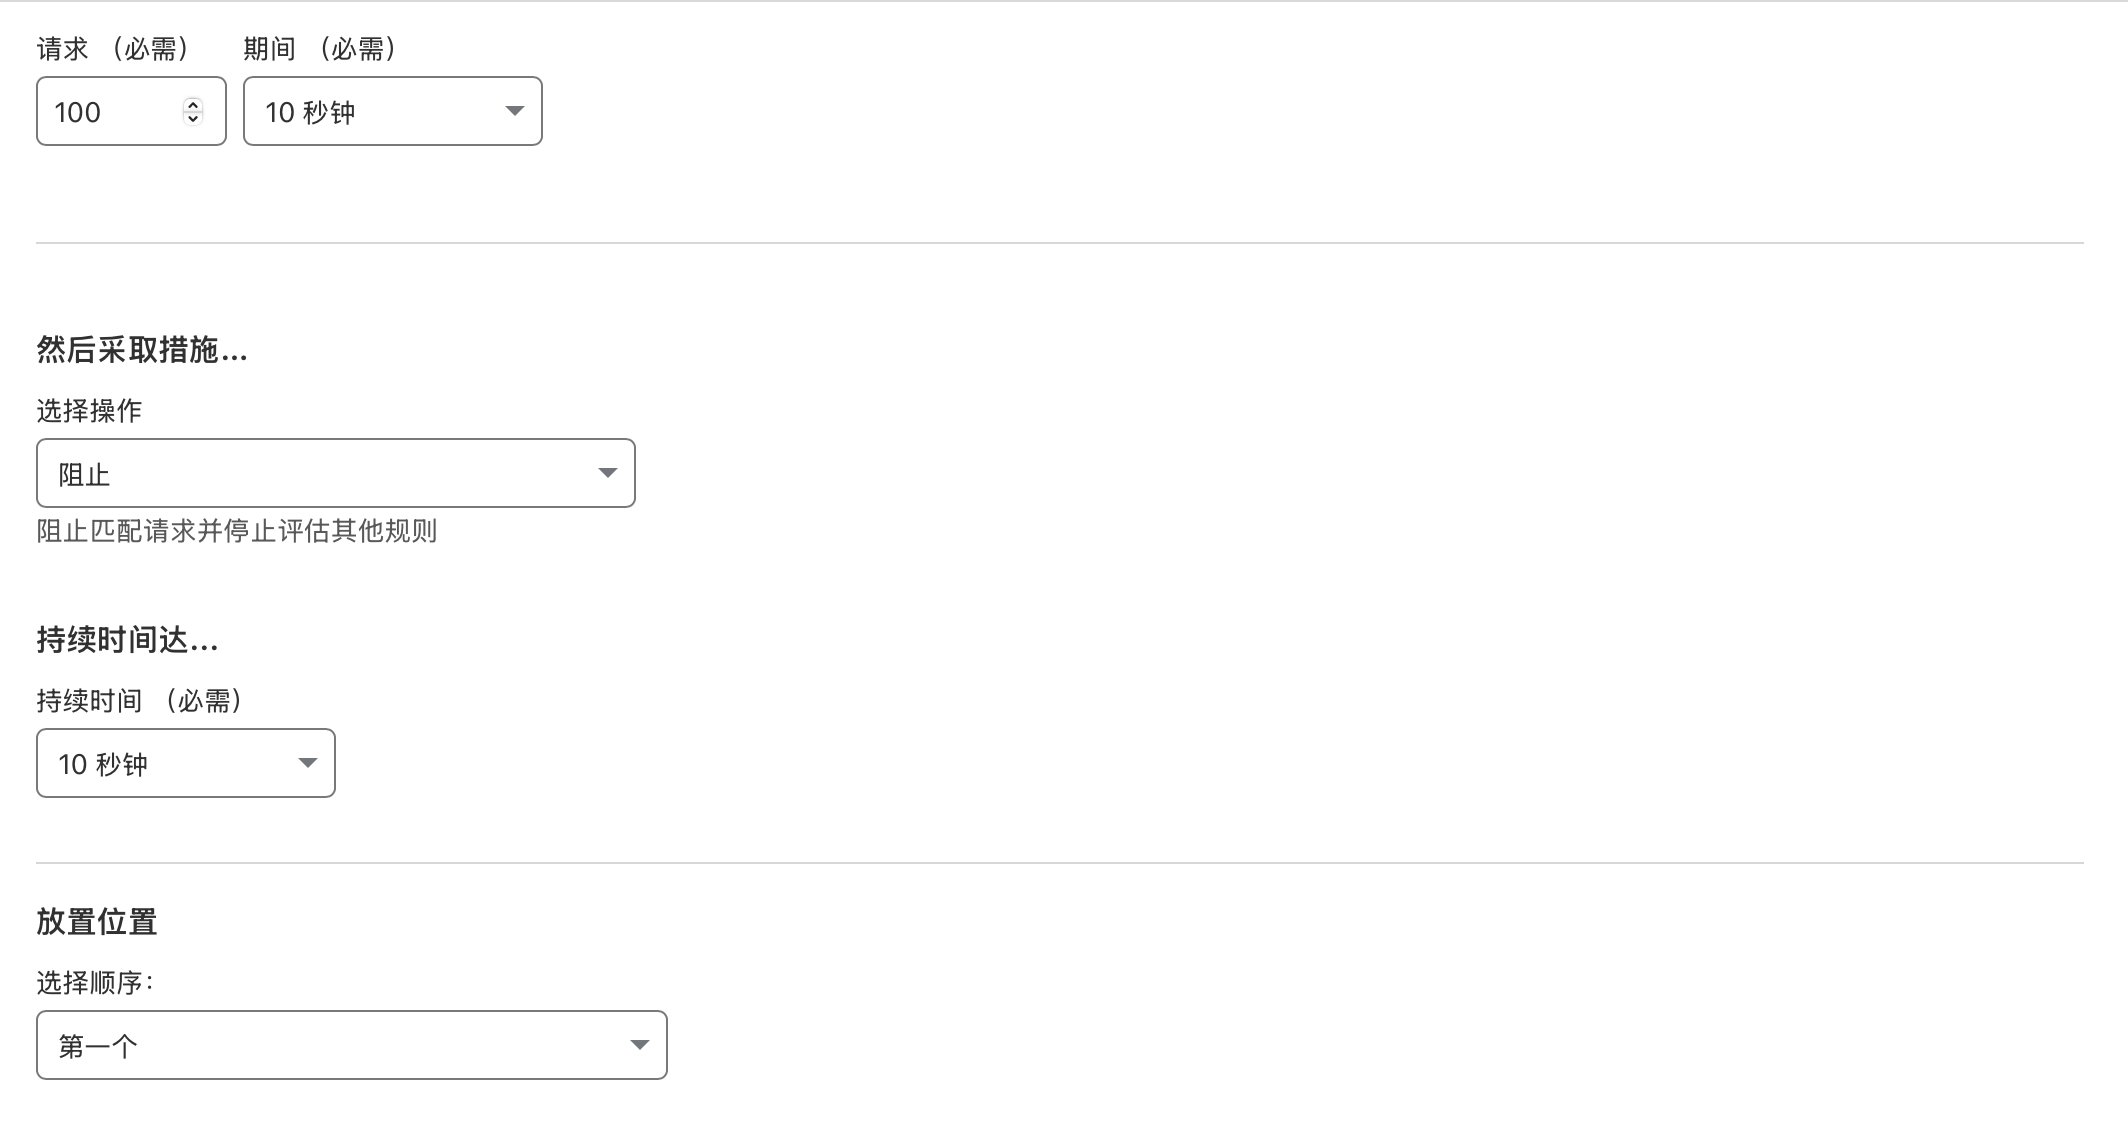 请求 （必需） 期间 （必需）
100 10 秒钟
然后采取措施...
选择操作
阻止
阻止匹配请求并停止评估其他规则
持续时间达...
持续时间 （必需）
10 秒钟
放置位置
选择顺序：
第一个